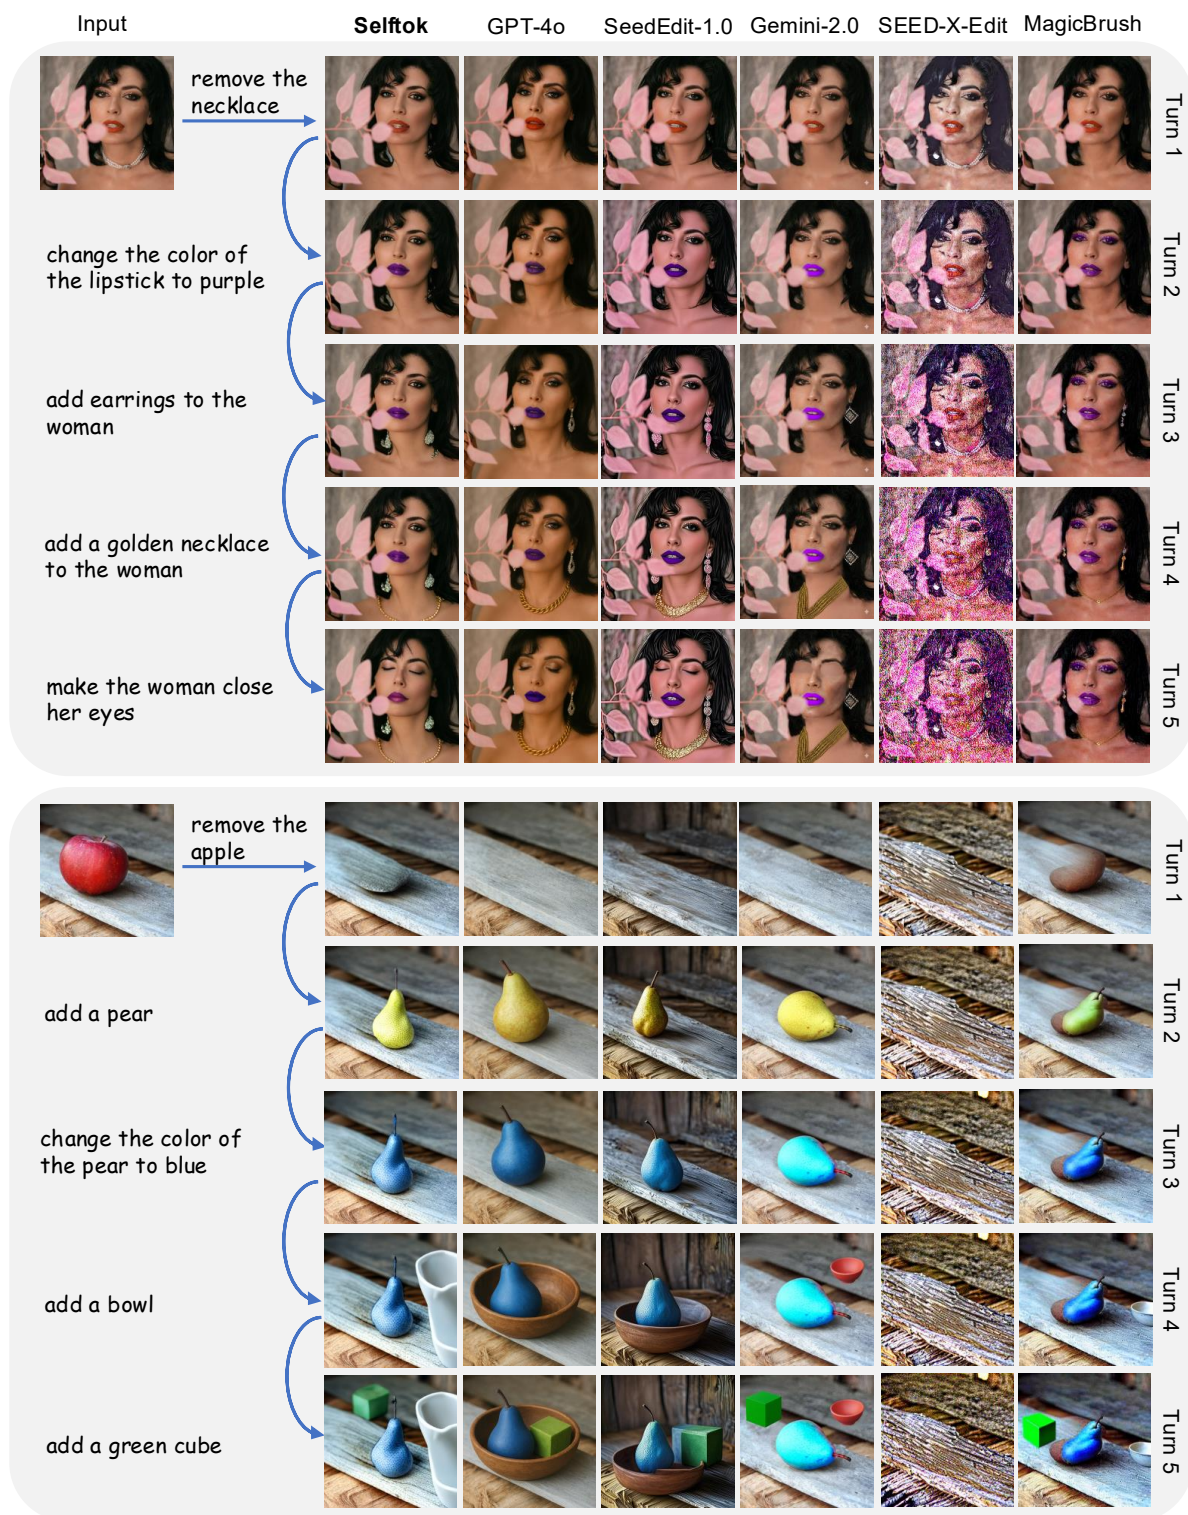 Input
Selftok
GPT-4o
SeedEdit-1.0
Gemini-2.0
SEED-X-Edit
MagicBrush
remove the
necklace
Turn 1
change the color of
the lipstick to purple
Turn 2
add earrings to the
woman
Turn 3
add a golden necklace
to the woman
Turn 4
make the woman close
her eyes
Turn 5
remove the
apple
Turn 1
add a pear
Turn 2
change the color of
the pear to blue
Turn 3
add a bowl
Turn 4
add a green cube
Turn 5